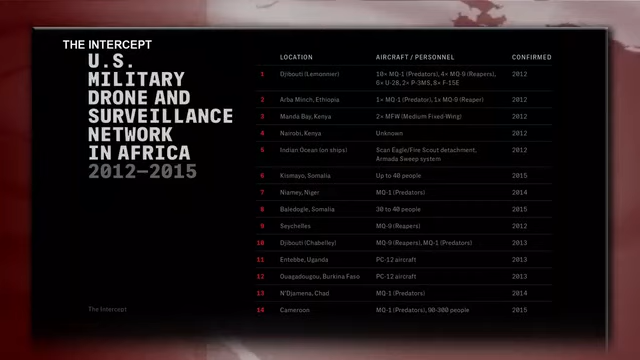 THE INTERCEPT
U.S.
MILITARY
DRONE AND
SURVEILLANCE
NETWORK
IN AFRICA
2012—2015
LOCATION AIRCRAFT / PERSONNEL CONFIRMED
1 Djibouti (Lemonnier) 10× MQ-1 (Predators), 4× MQ-9 (Reapers), 2012
6× U-28, 2× P-3MS, 8× F-15E
2 Arba Minch, Ethiopia 1× MQ-1 (Predator), 1x MQ-9 (Reaper) 2012
3 Manda Bay, Kenya 2× MFW (Medium Fixed-Wing) 2012
4 Nairobi, Kenya Unknown 2012
5 Indian Ocean (on ships) Scan Eagle/Fire Scout detachment, 2012
Armada Sweep system
6 Kismayo, Somalia Up to 40 people 2015
7 Niamey, Niger MQ-1 (Predators) 2014
8 Baledogle, Somalia 30 to 40 people 2015
9 Seychelles MQ-9 (Reapers) 2012
10 Djibouti (Chabelley) MQ-9 (Reapers), MQ-1 (Predators) 2013
11 Entebbe, Uganda PC-12 aircraft 2013
12 Ouagadougou, Burkina Faso PC-12 aircraft 2013
13 N'Djamena, Chad MQ-1 (Predators) 2014
14 Cameroon MQ-1 (Predators), 90-300 people 2015
The Intercept